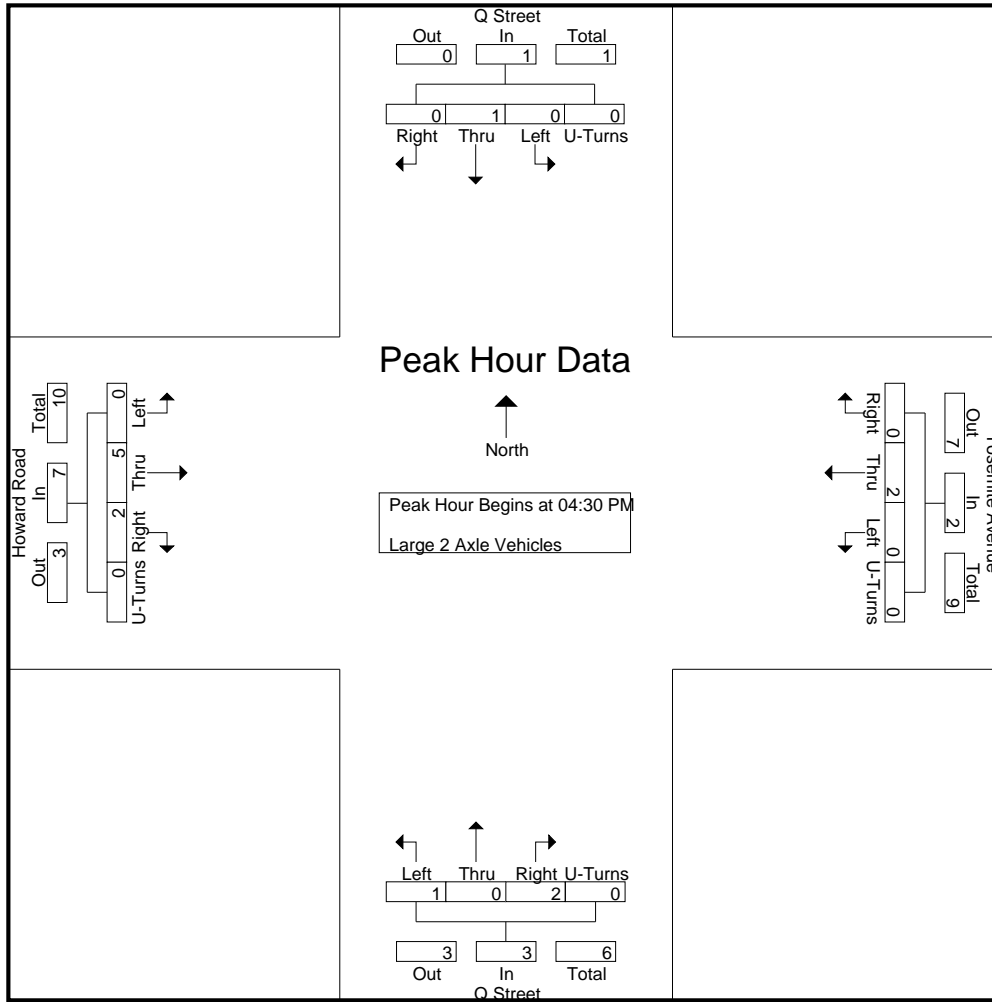 Q Street
Out In Total
0 1 1
0 1 0 0
Right Thru Left U-Turns
Peak Hour Data
North
Peak Hour Begins at 04:30 PM
Large 2 Axle Vehicles
Howard Road
Total In Out
10 7 3
0 5 2 0
Left Thru Right U-Turns
Yosemite Avenue
Out In Total
7 2 9
0 2 0 0
Right Thru Left U-Turns
Left Thru Right U-Turns
1 0 2 0
3 3 6
Out In Total
Q Street